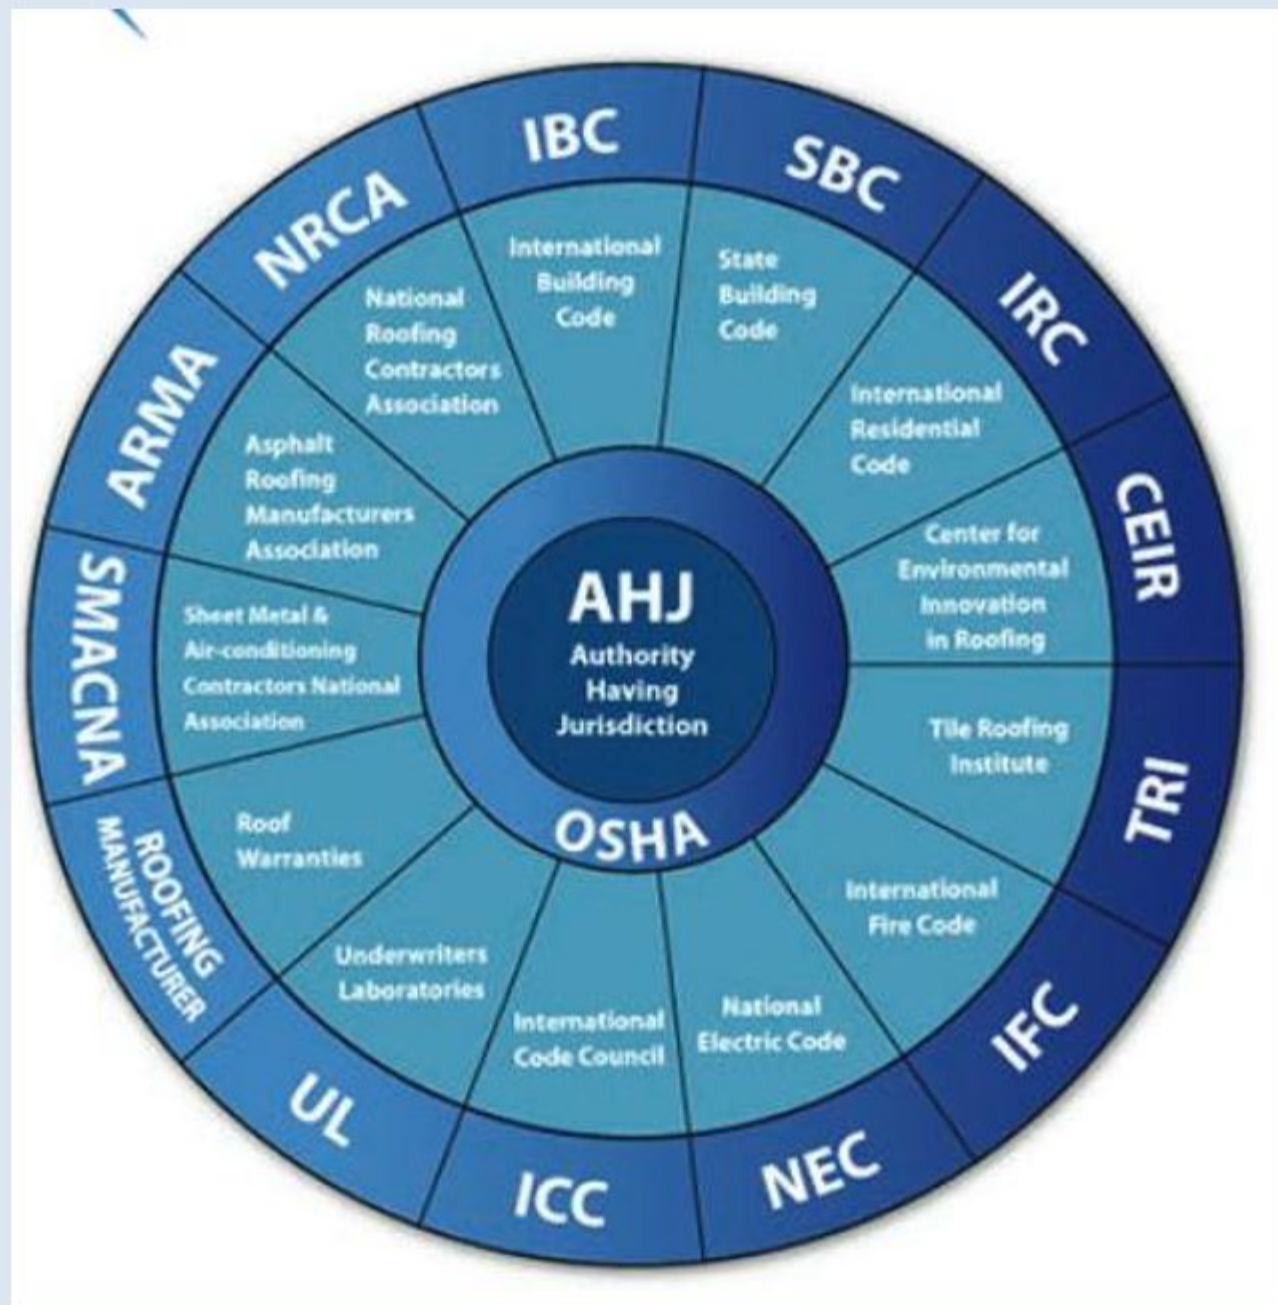 IBC
International
Building
Code
SBC
State
Building
Code
IRC
International
Residential
Code
CEIR
Center for
Environmental
Innovation
in Roofing
TRI
Tile Roofing
Institute
IFC
International
Fire Code
NEC
National
Electric Code
ICC
International
Code Council
UL
Underwriters
Laboratories
ROOFING
MANUFACTURER
Roof
Warranties
SMACNA
Sheet Metal &
Air-conditioning
Contractors National
Association
ARMA
Asphalt
Roofing
Manufacturers
Association
NRCA
National
Roofing
Contractors
Association
AHJ
Authority
Having
Jurisdiction
OSHA